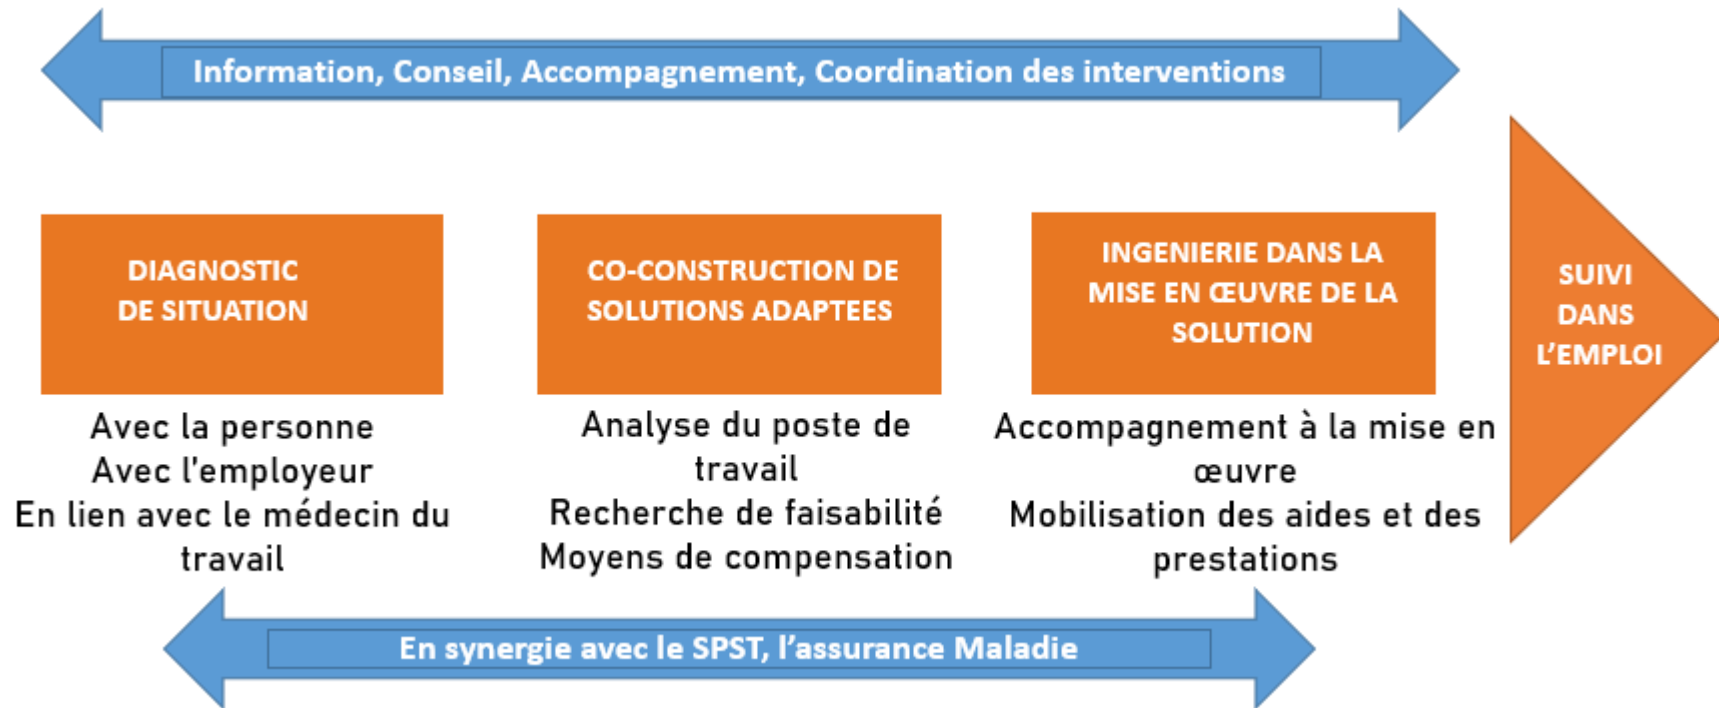 Information, Conseil, Accompagnement, Coordination des interventions
DIAGNOSTIC
DE SITUATION
Avec la personne
Avec l'employeur
En lien avec le médecin du
travail
CO-CONSTRUCTION DE
SOLUTIONS ADAPTEES
Analyse du poste de
travail
Recherche de faisabilité
Moyens de compensation
INGENIERIE DANS LA
MISE EN ŒUVRE DE LA
SOLUTION
Accompagnement à la mise en
œuvre
Mobilisation des aides et des
prestations
SUIVI
DANS
L'EMPLOI
En synergie avec le SPST, l'assurance Maladie